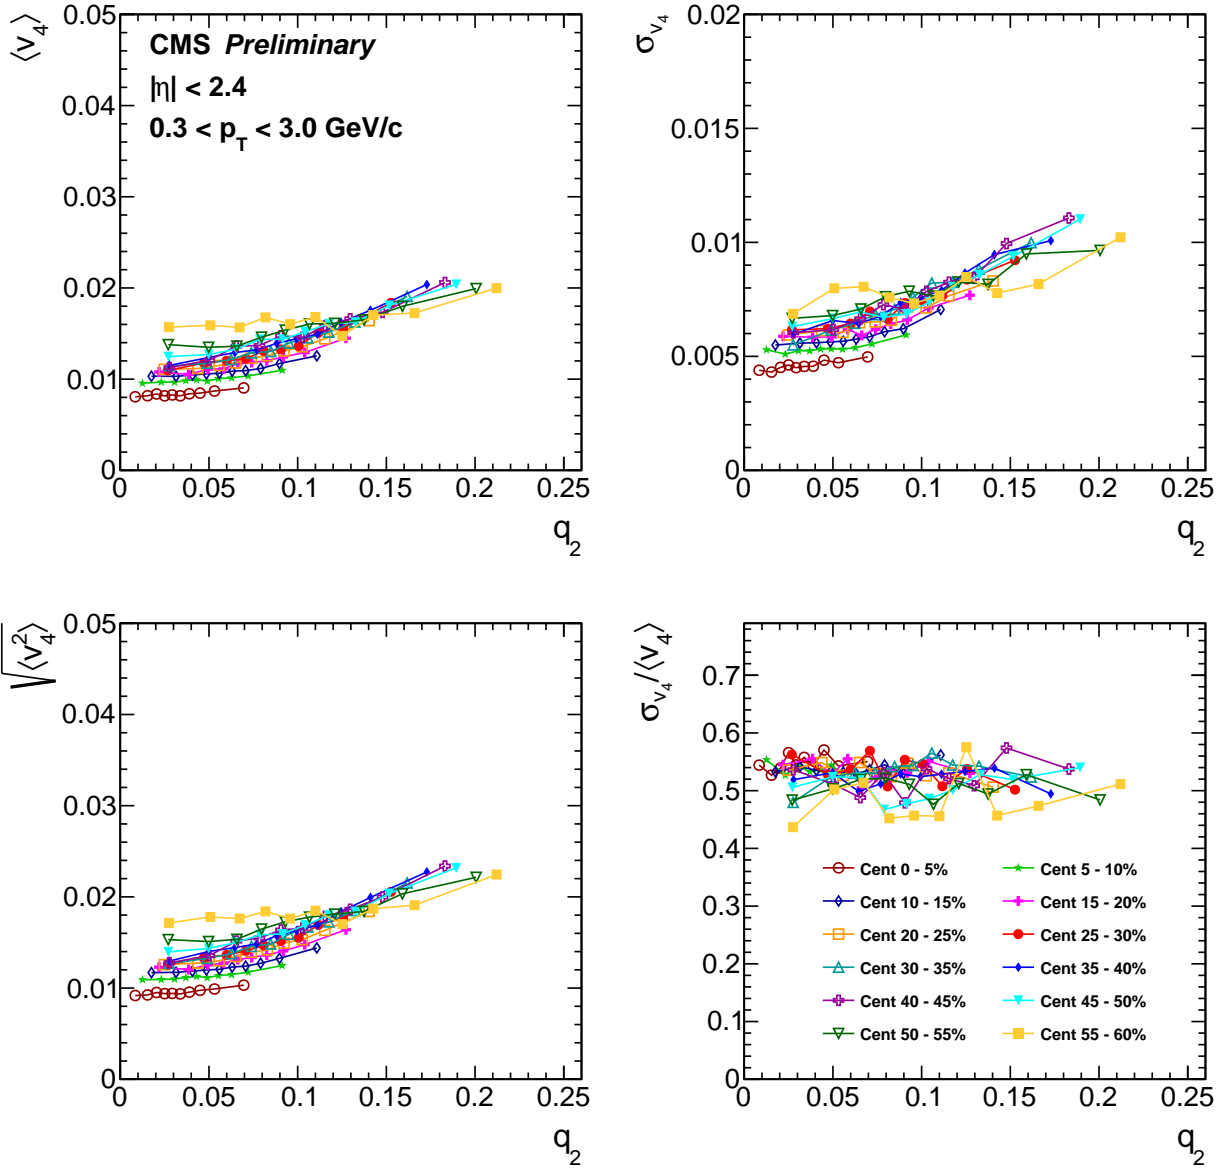 ⟨v4⟩
CMS Preliminary
|η| < 2.4
0.3 < pT < 3.0 GeV/c
0.05
0.04
0.03
0.02
0.01
0
0 0.05 0.1 0.15 0.2 0.25
q2
σv4
0.02
0.015
0.01
0.005
0
0 0.05 0.1 0.15 0.2 0.25
q2
√⟨v4^2⟩
0.05
0.04
0.03
0.02
0.01
0
0 0.05 0.1 0.15 0.2 0.25
q2
σv4/⟨v4⟩
0.7
0.6
0.5
0.4
0.3
0.2
0.1
0
Cent 0 - 5% Cent 5 - 10%
Cent 10 - 15% Cent 15 - 20%
Cent 20 - 25% Cent 25 - 30%
Cent 30 - 35% Cent 35 - 40%
Cent 40 - 45% Cent 45 - 50%
Cent 50 - 55% Cent 55 - 60%
0 0.05 0.1 0.15 0.2 0.25
q2